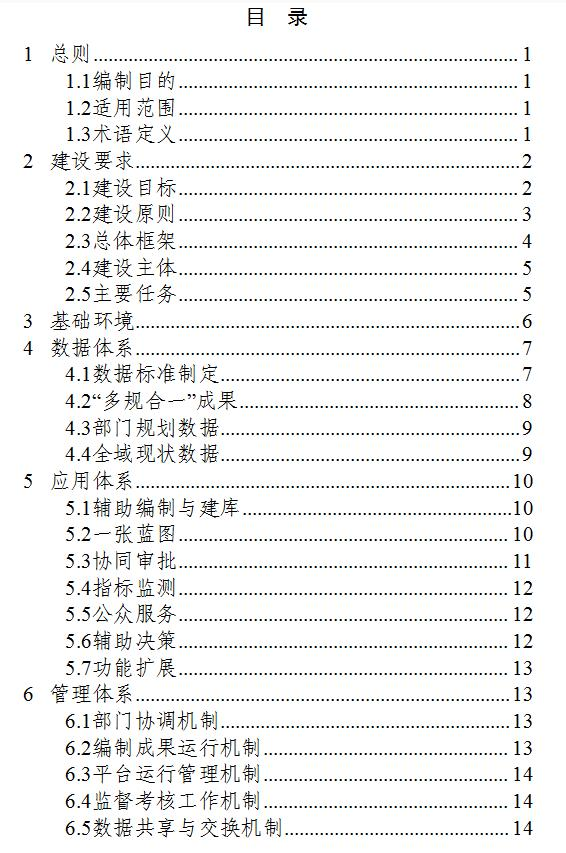 目 录
1 总则 1
1.1编制目的 1
1.2适用范围 1
1.3术语定义 1
2 建设要求 2
2.1建设目标 2
2.2建设原则 3
2.3总体框架 4
2.4建设主体 5
2.5主要任务 5
3 基础环境 6
4 数据体系 7
4.1数据标准制定 7
4.2“多规合一”成果 8
4.3部门规划数据 9
4.4全域现状数据 9
5 应用体系 10
5.1辅助编制与建库 10
5.2一张蓝图 10
5.3协同审批 11
5.4指标监测 12
5.5公众服务 12
5.6辅助决策 12
5.7功能扩展 13
6 管理体系 13
6.1部门协调机制 13
6.2编制成果运行机制 13
6.3平台运行管理机制 14
6.4监督考核工作机制 14
6.5数据共享与交换机制 14